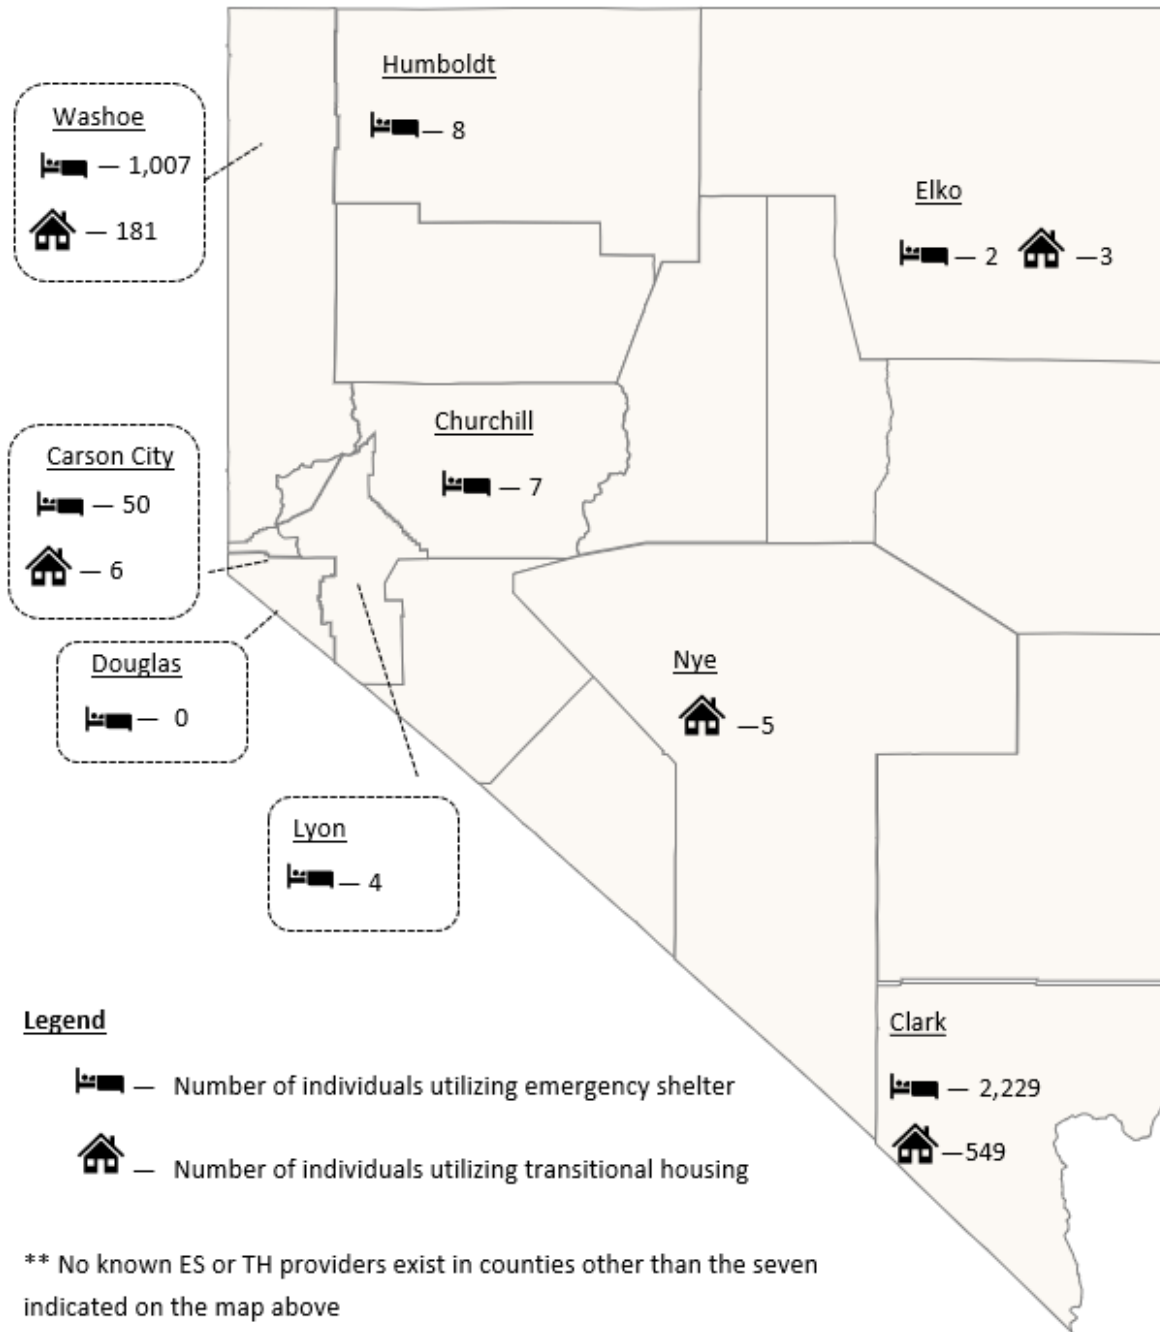 Humboldt
— 8
Washoe
— 1,007
— 181
Elko
— 2 —3
Churchill
— 7
Carson City
— 50
— 6
Douglas
— 0
Nye
—5
Lyon
— 4
Clark
— 2,229
—549
Legend
— Number of individuals utilizing emergency shelter
— Number of individuals utilizing transitional housing
** No known ES or TH providers exist in counties other than the seven
indicated on the map above